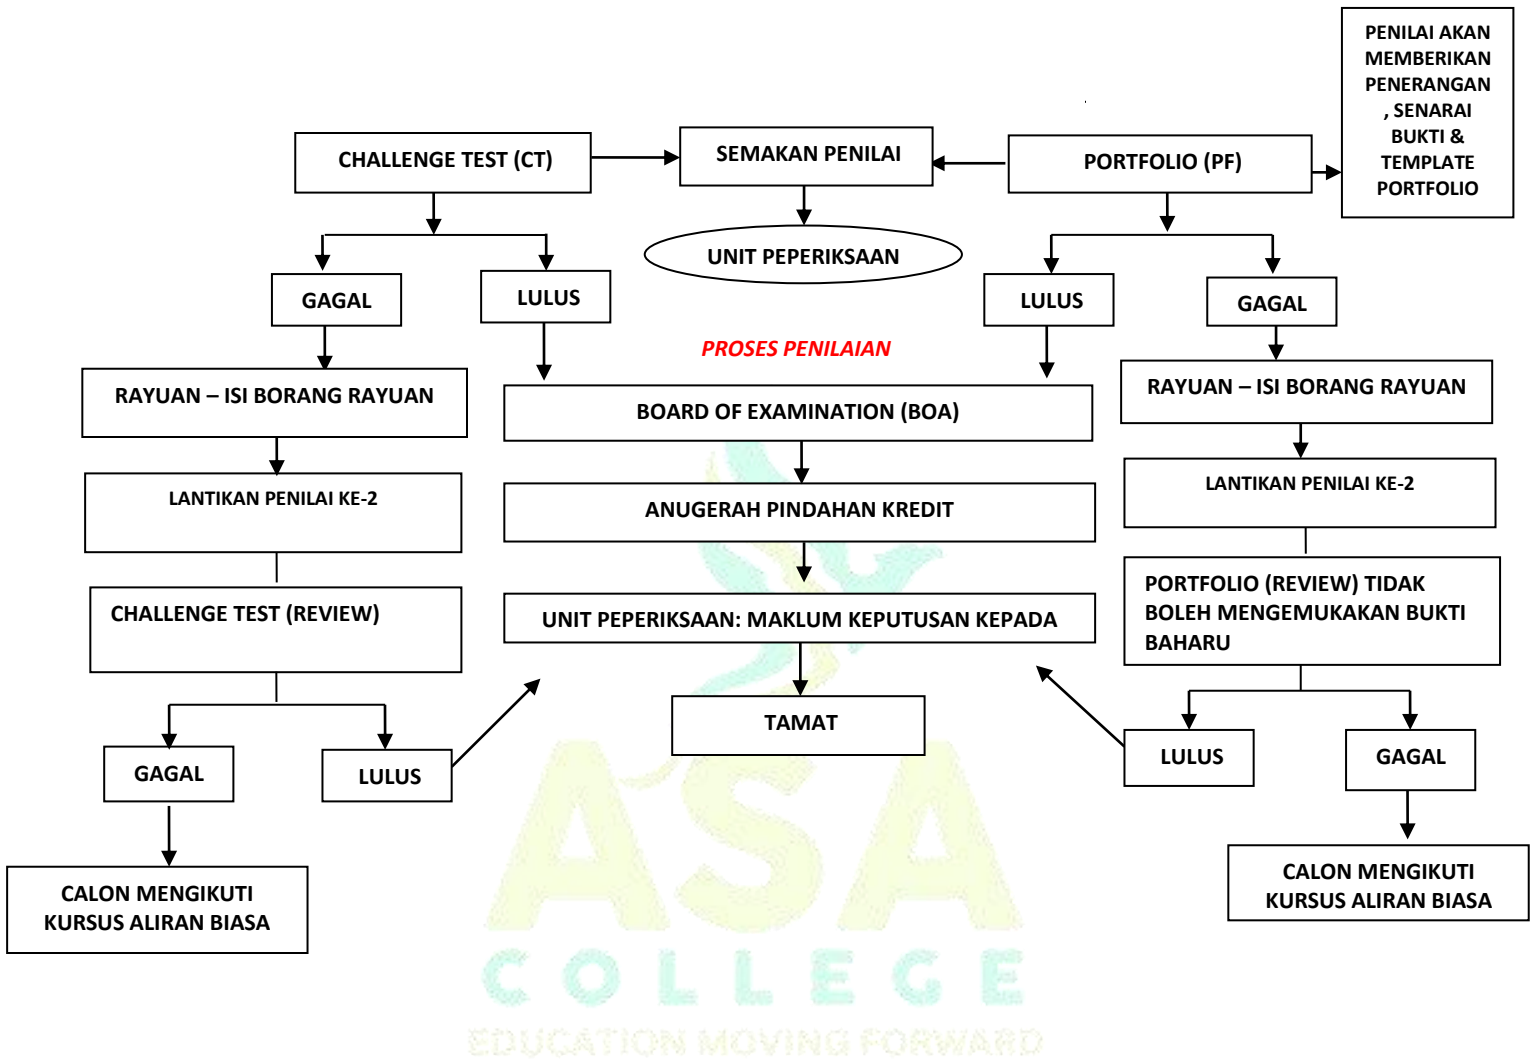 PENILAI AKAN
MEMBERIKAN
PENERANGAN
, SENARAI
BUKTI &
TEMPLATE
PORTFOLIO
CHALLENGE TEST (CT)
SEMAKAN PENILAI
PORTFOLIO (PF)
UNIT PEPERIKSAAN
GAGAL
LULUS
LULUS
GAGAL
PROSES PENILAIAN
RAYUAN – ISI BORANG RAYUAN
BOARD OF EXAMINATION (BOA)
RAYUAN – ISI BORANG RAYUAN
LANTIKAN PENILAI KE-2
ANUGERAH PINDAHAN KREDIT
LANTIKAN PENILAI KE-2
CHALLENGE TEST (REVIEW)
UNIT PEPERIKSAAN: MAKLUM KEPUTUSAN KEPADA
PORTFOLIO (REVIEW) TIDAK
BOLEH MENGEMUKAKAN BUKTI
BAHARU
TAMAT
GAGAL
LULUS
LULUS
GAGAL
CALON MENGIKUTI
KURSUS ALIRAN BIASA
CALON MENGIKUTI
KURSUS ALIRAN BIASA
ASA
COLLEGE
EDUCATION MOVING FORWARD